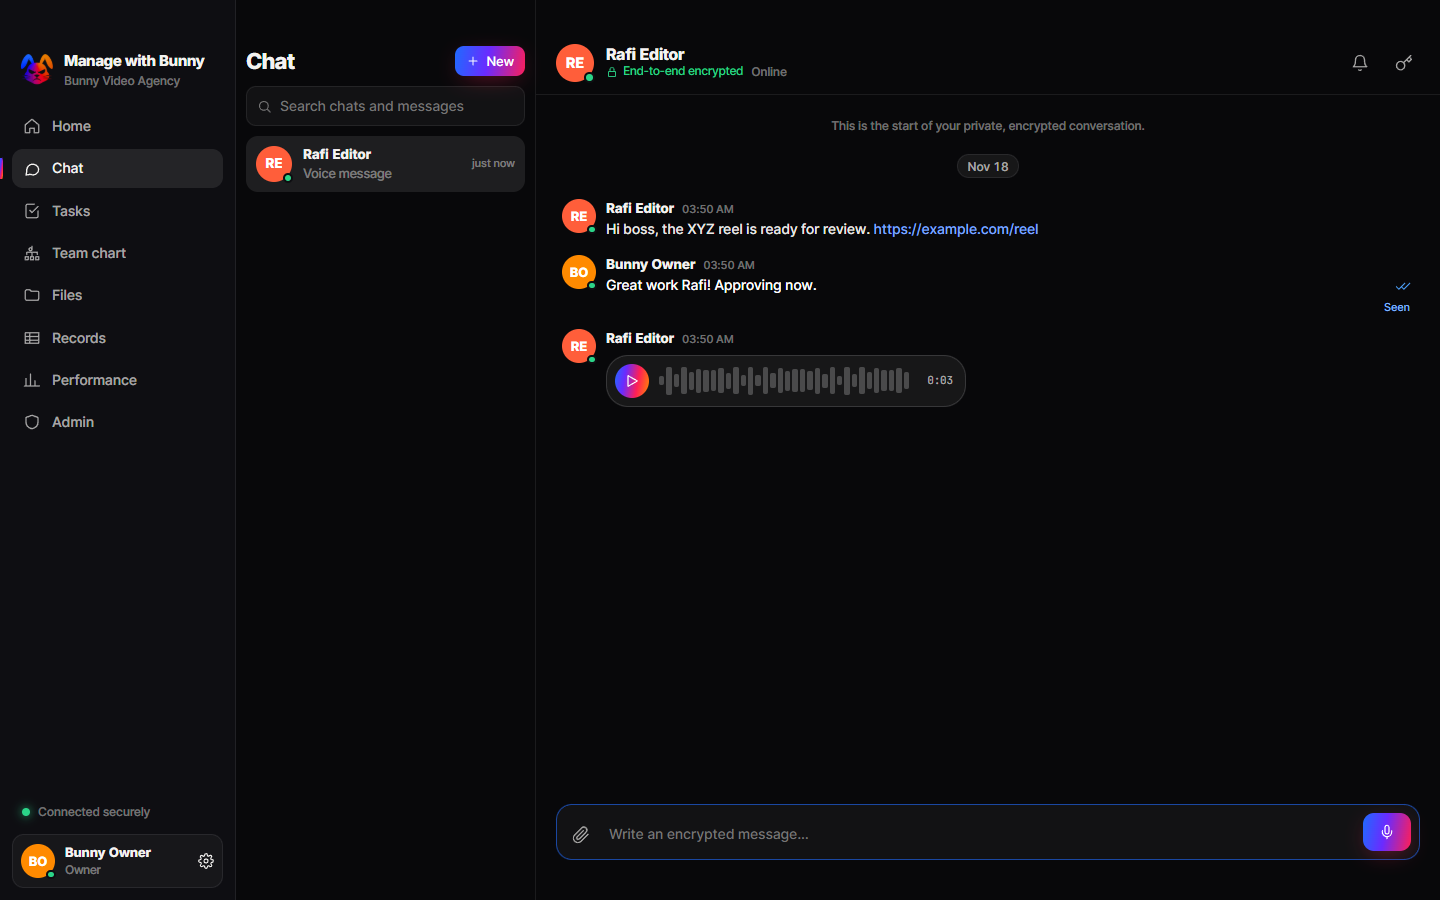 Manage with Bunny
Bunny Video Agency
Home
Chat
Tasks
Team chart
Files
Records
Performance
Admin
Connected securely
BO
Bunny Owner
Owner
Chat
+ New
Search chats and messages
RE
Rafi Editor
just now
Voice message
RE
Rafi Editor
End-to-end encrypted Online
This is the start of your private, encrypted conversation.
Nov 18
RE
Rafi Editor 03:50 AM
Hi boss, the XYZ reel is ready for review. https://example.com/reel
BO
Bunny Owner 03:50 AM
Great work Rafi! Approving now.
Seen
RE
Rafi Editor 03:50 AM
0:03
Write an encrypted message...